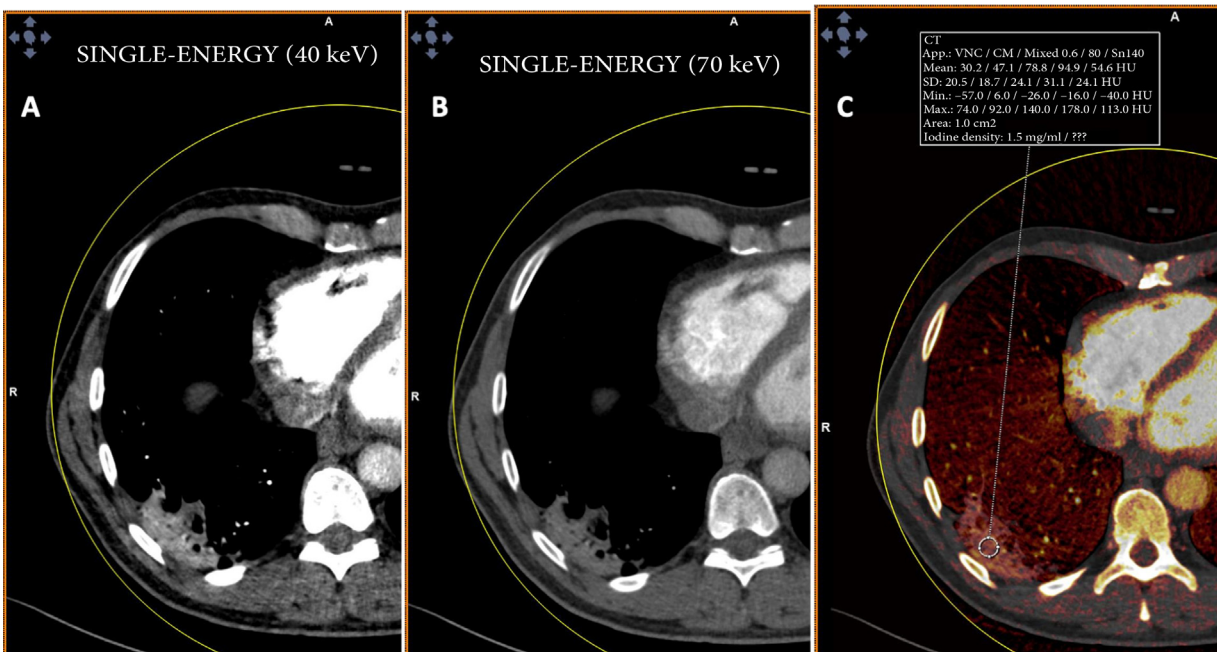 A
SINGLE-ENERGY (40 keV)
A
R
A
SINGLE-ENERGY (70 keV)
B
R
A
CT
App.: VNC / CM / Mixed 0.6 / 80 / Sn140
Mean: 30.2 / 47.1 / 78.8 / 94.9 / 54.6 HU
SD: 20.5 / 18.7 / 24.1 / 31.1 / 24.1 HU
Min.: –57.0 / 6.0 / –26.0 / –16.0 / –40.0 HU
Max.: 74.0 / 92.0 / 140.0 / 178.0 / 113.0 HU
Area: 1.0 cm2
Iodine density: 1.5 mg/ml / ???
C
R